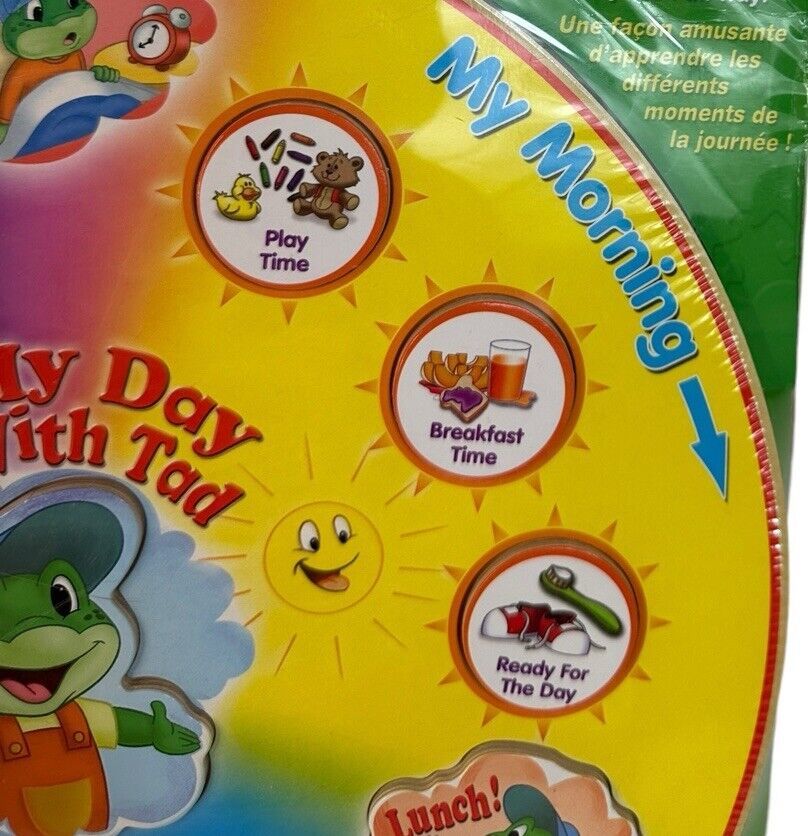 Une façon amusante
d'apprendre les
différents
moments de
la journée !
My Morning
Play
Time
Breakfast
Time
Day
With Tad
Ready For
The Day
Lunch!